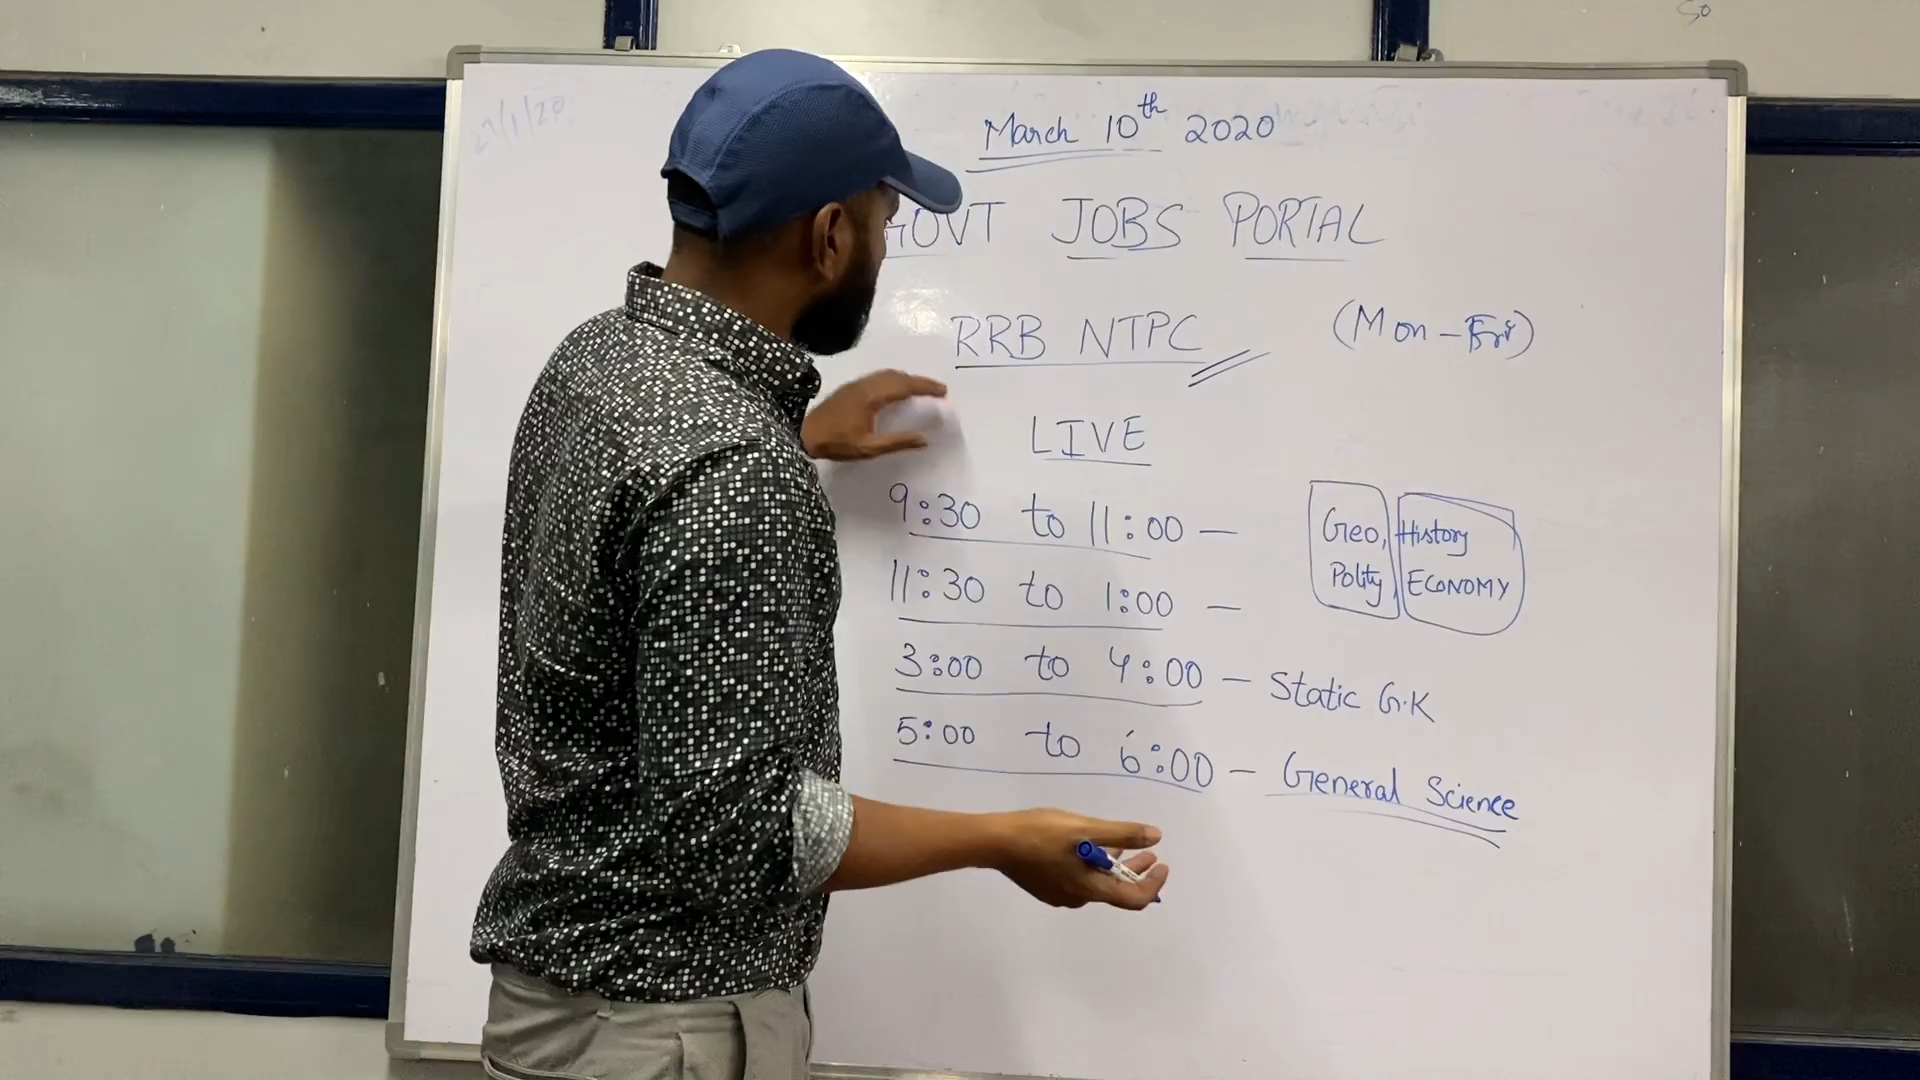 27/1/20
March 10th 2020
GOVT JOBS PORTAL
RRB NTPC (Mon-Fri)
LIVE
9:30 to 11:00 — Geo, History
11:30 to 1:00 — Polity, ECONOMY
3:00 to 4:00 — Static G.K
5:00 to 6:00 — General Science